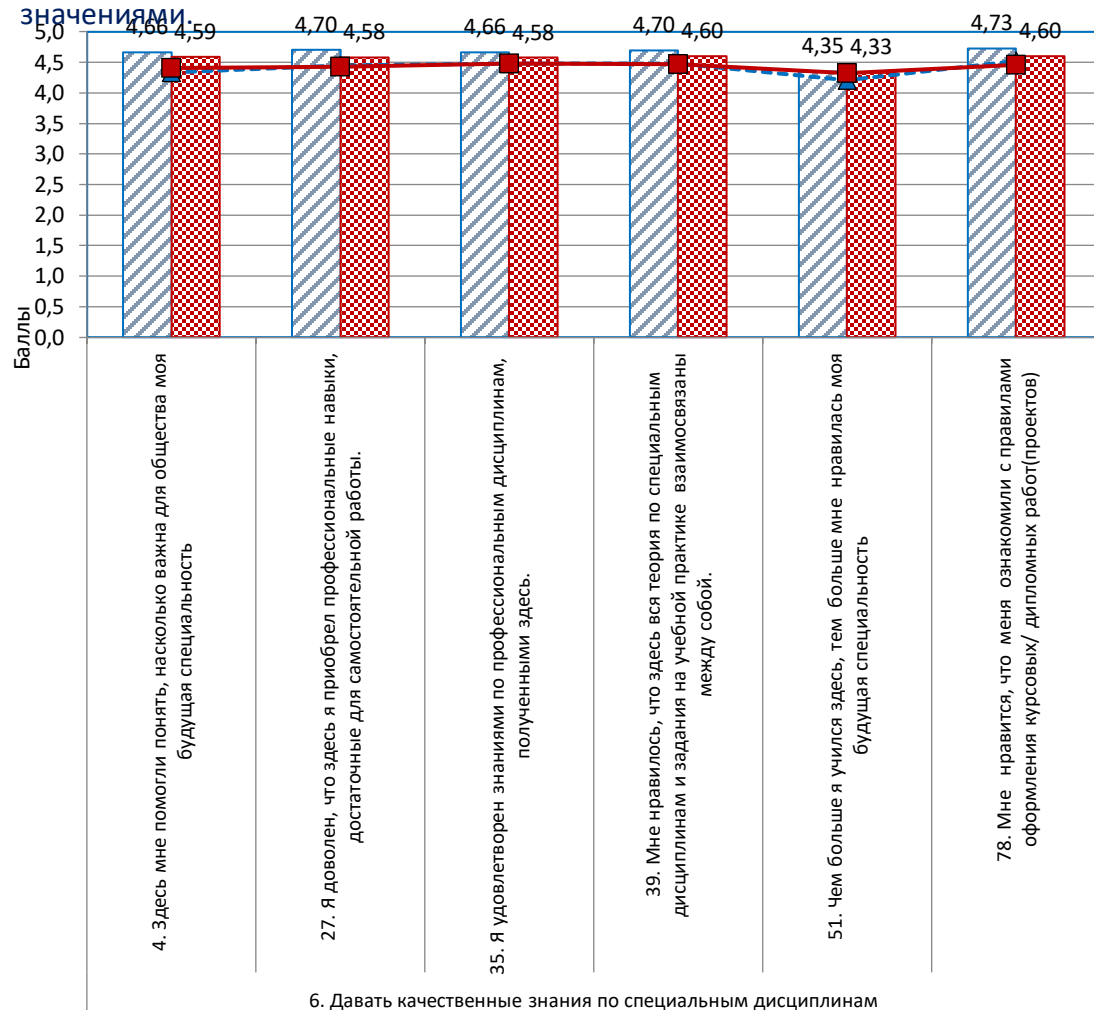 значениями.
4,66 4,59 4,70 4,58 4,66 4,58 4,70 4,60 4,35 4,33 4,73 4,60
5,0
4,5
4,0
3,5
3,0
2,5
2,0
1,5
1,0
0,5
0,0
Баллы
4. Здесь мне помогли понять, насколько важна для общества моя
будущая специальность
27. Я доволен, что здесь я приобрел профессиональные навыки,
достаточные для самостоятельной работы.
35. Я удовлетворен знаниями по профессиональным дисциплинам,
полученными здесь.
39. Мне нравилось, что здесь вся теория по специальным
дисциплинам и задания на учебной практике взаимосвязаны
между собой.
51. Чем больше я учился здесь, тем больше мне нравилась моя
будущая специальность
78. Мне нравится, что меня ознакомили с правилами
оформления курсовых/ дипломных работ(проектов)
6. Давать качественные знания по специальным дисциплинам